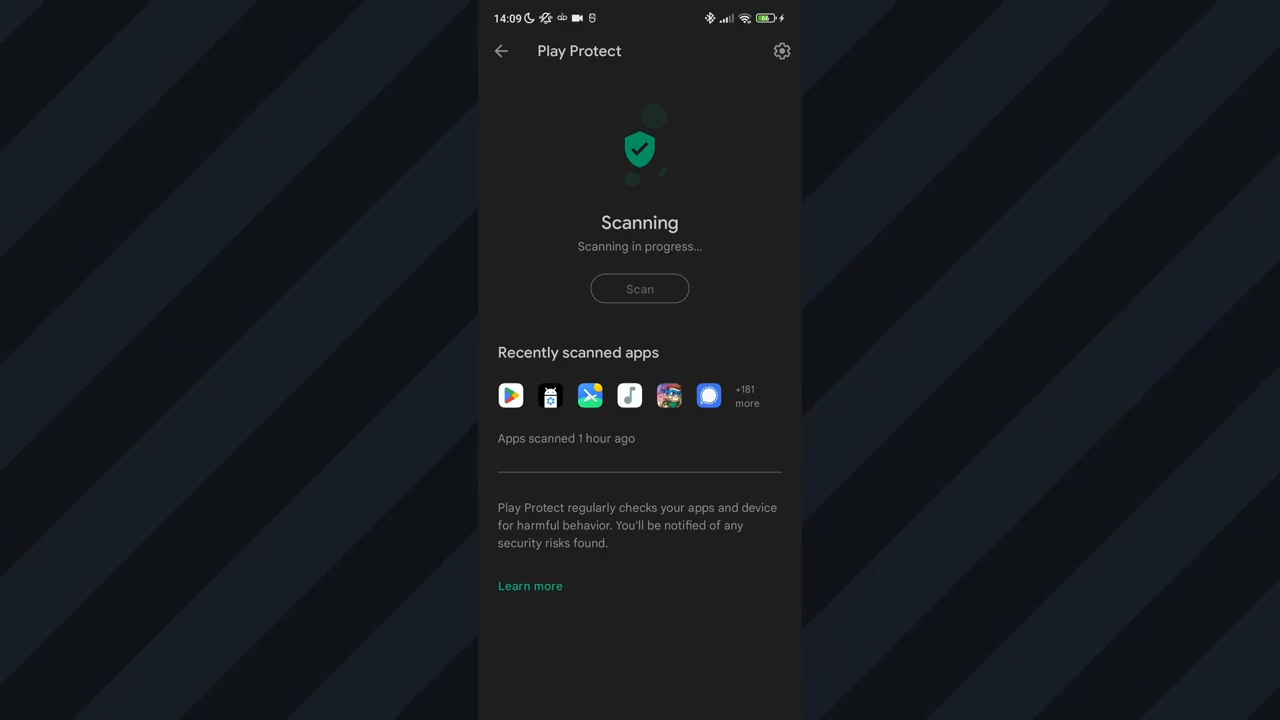 14:09
66
Play Protect
Scanning
Scanning in progress...
Scan
Recently scanned apps
+181
more
Apps scanned 1 hour ago
Play Protect regularly checks your apps and device
for harmful behavior. You'll be notified of any
security risks found.
Learn more